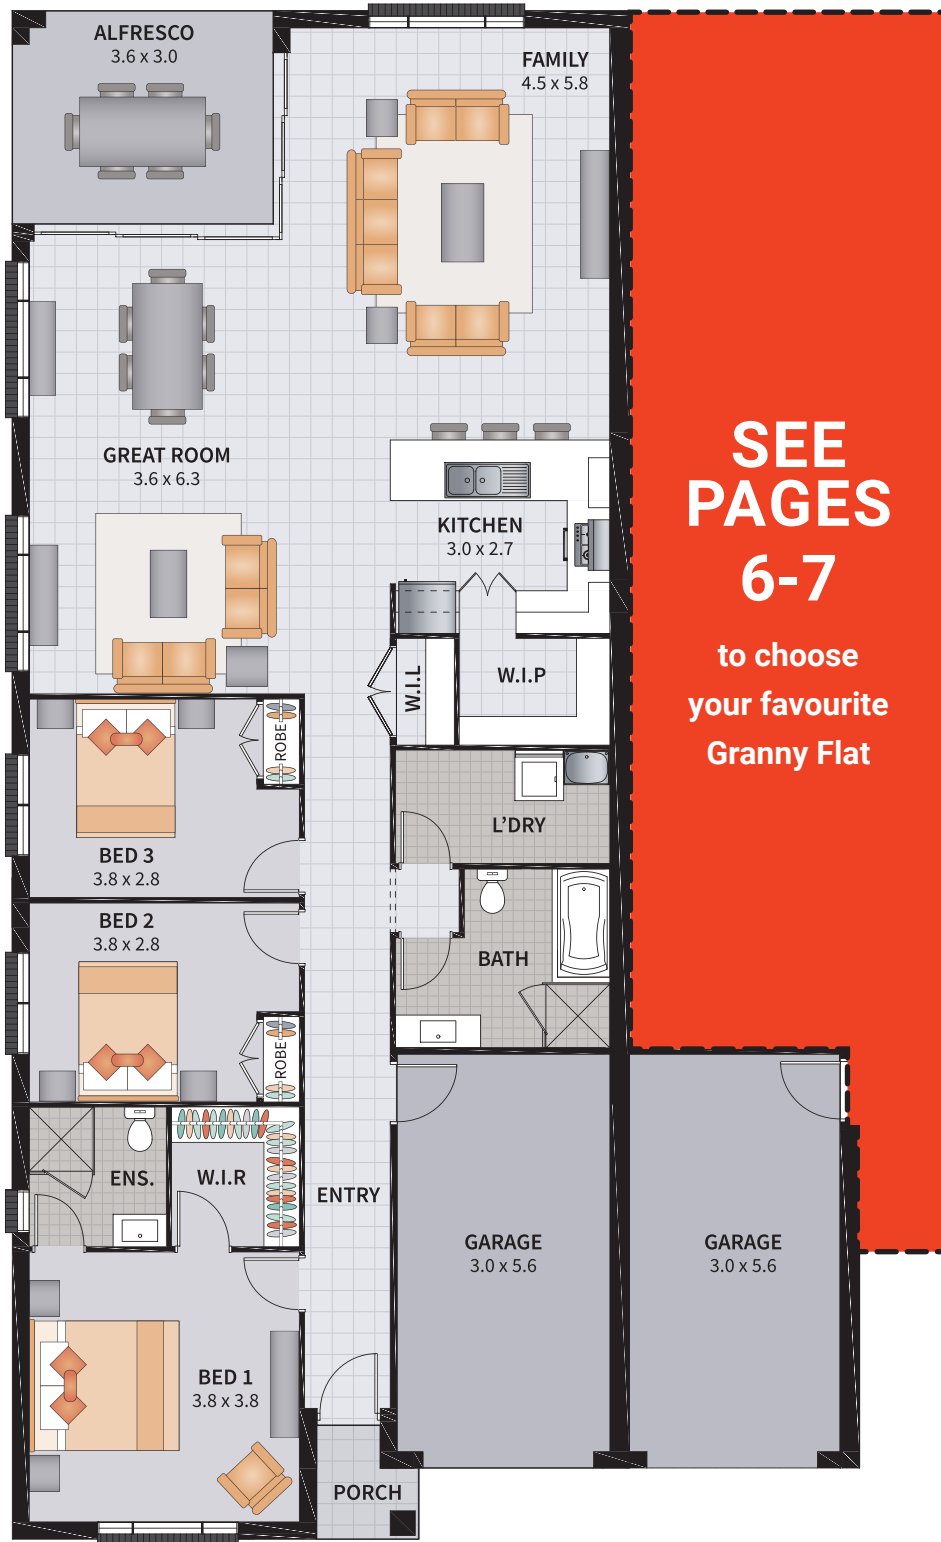 ALFRESCO
3.6 x 3.0
FAMILY
4.5 x 5.8
GREAT ROOM
3.6 x 6.3
KITCHEN
3.0 x 2.7
W.I.L
W.I.P
ROBE
L'DRY
BED 3
3.8 x 2.8
BED 2
3.8 x 2.8
BATH
ROBE
ENS.
W.I.R
ENTRY
GARAGE
3.0 x 5.6
GARAGE
3.0 x 5.6
BED 1
3.8 x 3.8
PORCH
SEE
PAGES
6-7
to choose
your favourite
Granny Flat